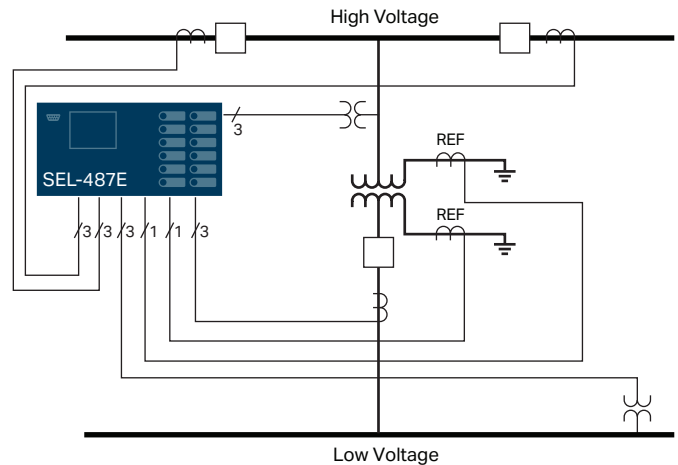 High Voltage
3
REF
SEL-487E
REF
3 3 3 1 1 3
Low Voltage